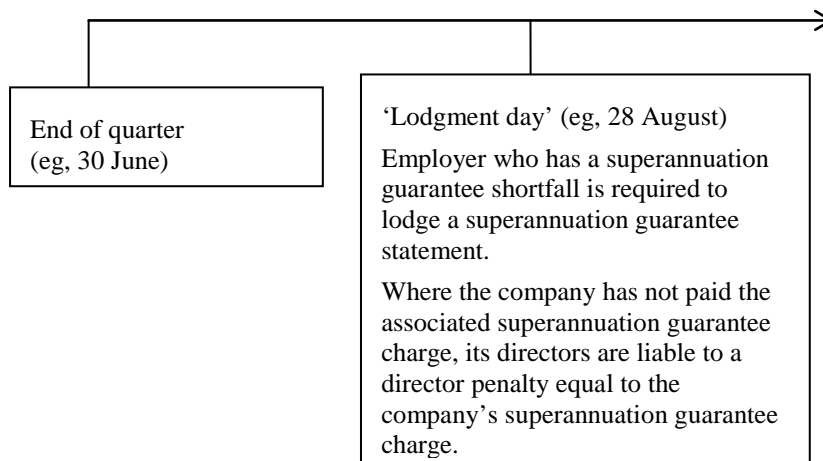 End of quarter
(eg, 30 June)
‘Lodgment day’ (eg, 28 August)
Employer who has a superannuation
guarantee shortfall is required to
lodge a superannuation guarantee
statement.
Where the company has not paid the
associated superannuation guarantee
charge, its directors are liable to a
director penalty equal to the
company’s superannuation guarantee
charge.